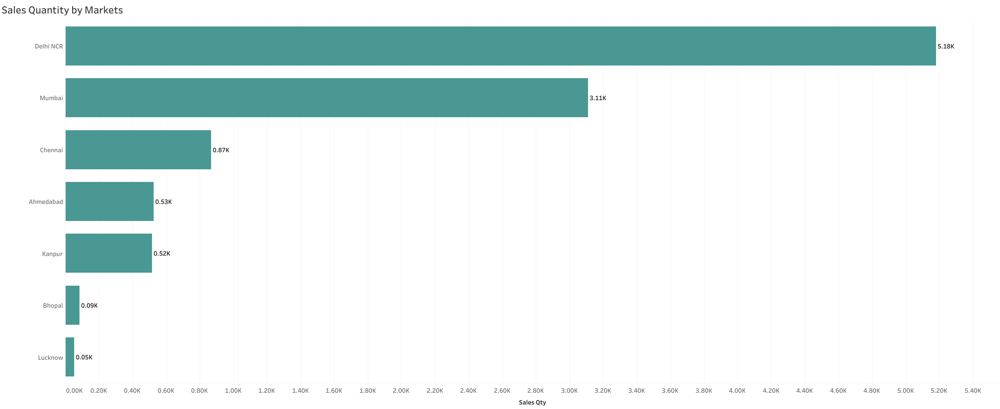 Sales Quantity by Markets
Delhi NCR 5.18K
Mumbai 3.11K
Chennai 0.87K
Ahmedabad 0.53K
Kanpur 0.52K
Bhopal 0.09K
Lucknow 0.05K
0.00K 0.20K 0.40K 0.60K 0.80K 1.00K 1.20K 1.40K 1.60K 1.80K 2.00K 2.20K 2.40K 2.60K 2.80K 3.00K 3.20K 3.40K 3.60K 3.80K 4.00K 4.20K 4.40K 4.60K 4.80K 5.00K 5.20K 5.40K
Sales Qty